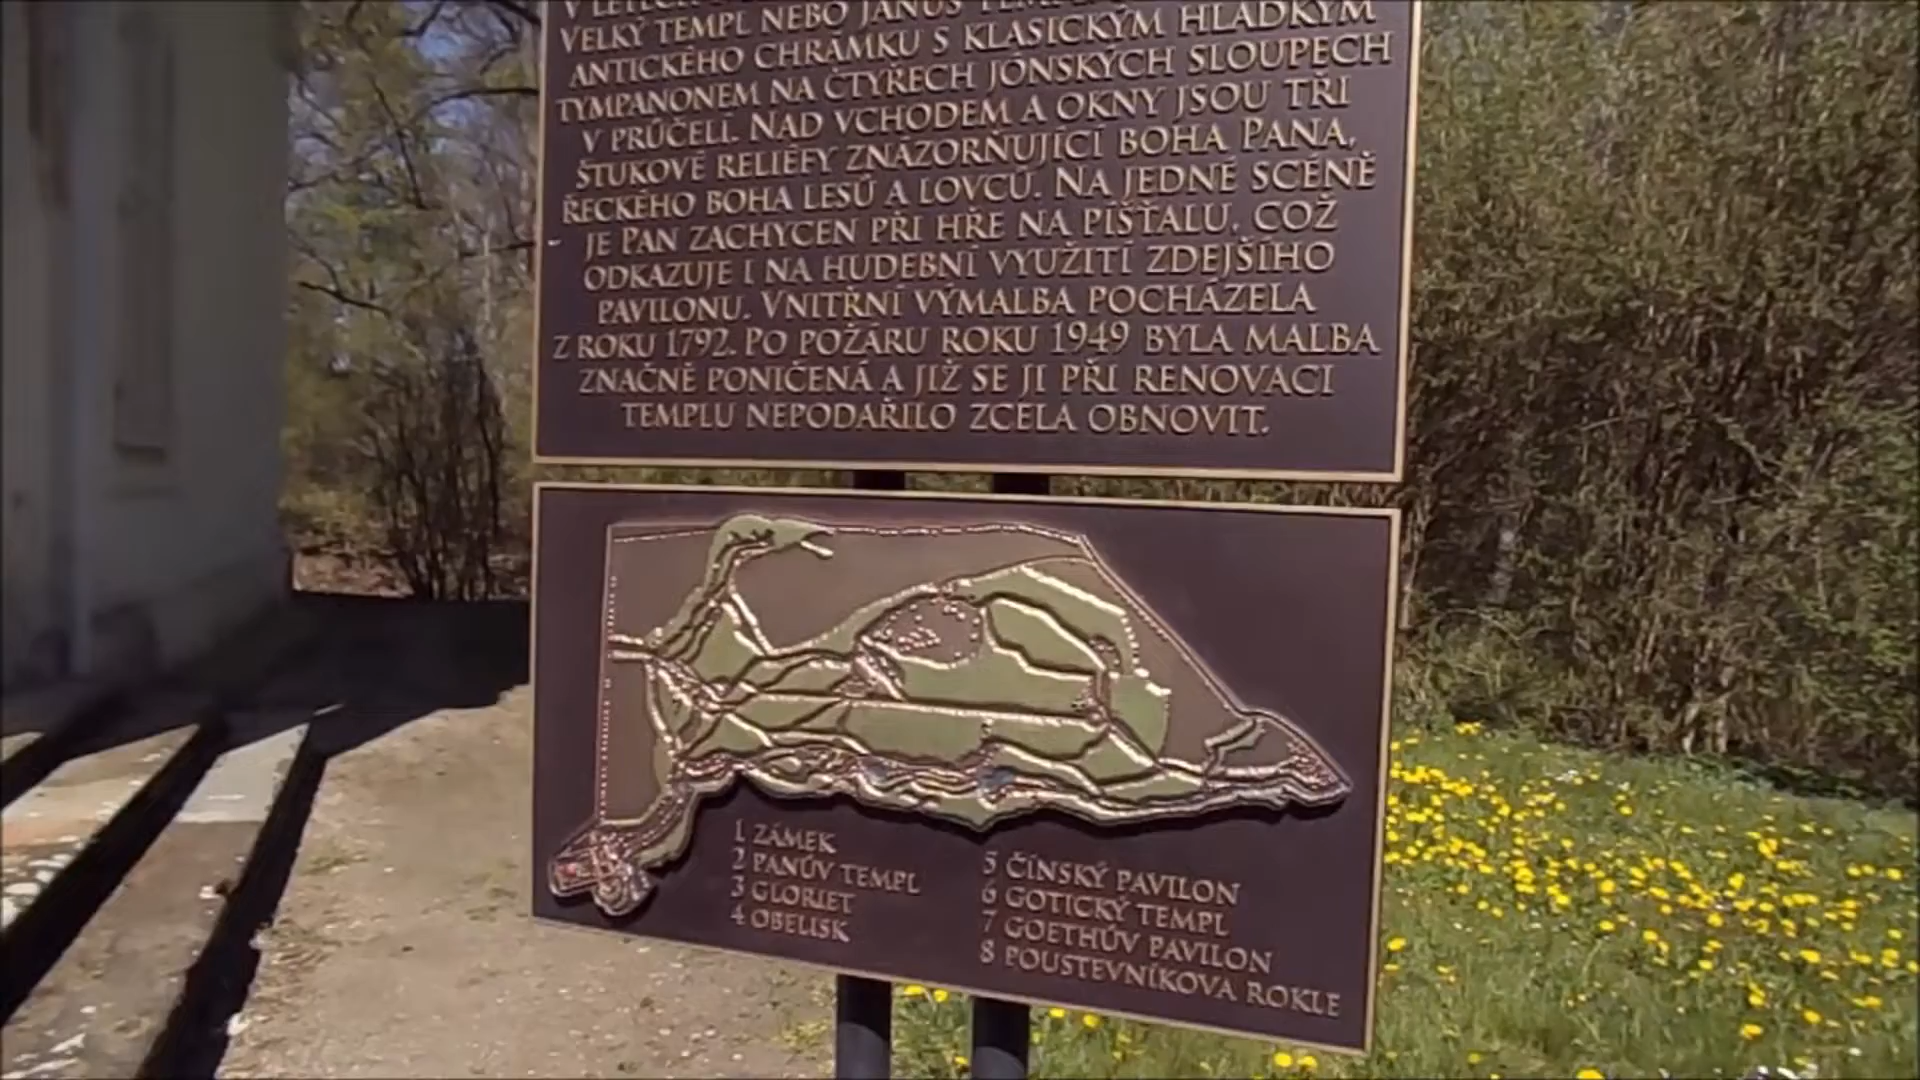 V LETECH
VELKÝ TEMPL NEBO JANUS
ANTICKÉHO CHRÁMKU S KLASICKÝM HLADKÝM
TYMPANONEM NA ČTYŘECH JÓNSKÝCH SLOUPECH
V PRŮČELÍ. NAD VCHODEM A OKNY JSOU TŘI
ŠTUKOVÉ RELIÉFY ZNÁZORŇUJÍCÍ BOHA PANA,
ŘECKÉHO BOHA LESŮ A LOVCŮ. NA JEDNÉ SCÉNĚ
JE PAN ZACHYCEN PŘI HŘE NA PÍŠŤALU, COŽ
ODKAZUJE I NA HUDEBNÍ VYUŽITÍ ZDEJŠÍHO
PAVILONU. VNITŘNÍ VÝMALBA POCHÁZELA
Z ROKU 1792. PO POŽÁRU ROKU 1949 BYLA MALBA
ZNAČNĚ PONIČENÁ A JIŽ SE JI PŘI RENOVACI
TEMPLU NEPODAŘILO ZCELA OBNOVIT.
1 ZÁMEK
2 PANŮV TEMPL
3 GLORIET
4 OBELISK
5 ČÍNSKÝ PAVILON
6 GOTICKÝ TEMPL
7 GOETHŮV PAVILON
8 POUSTEVNÍKOVA ROKLE